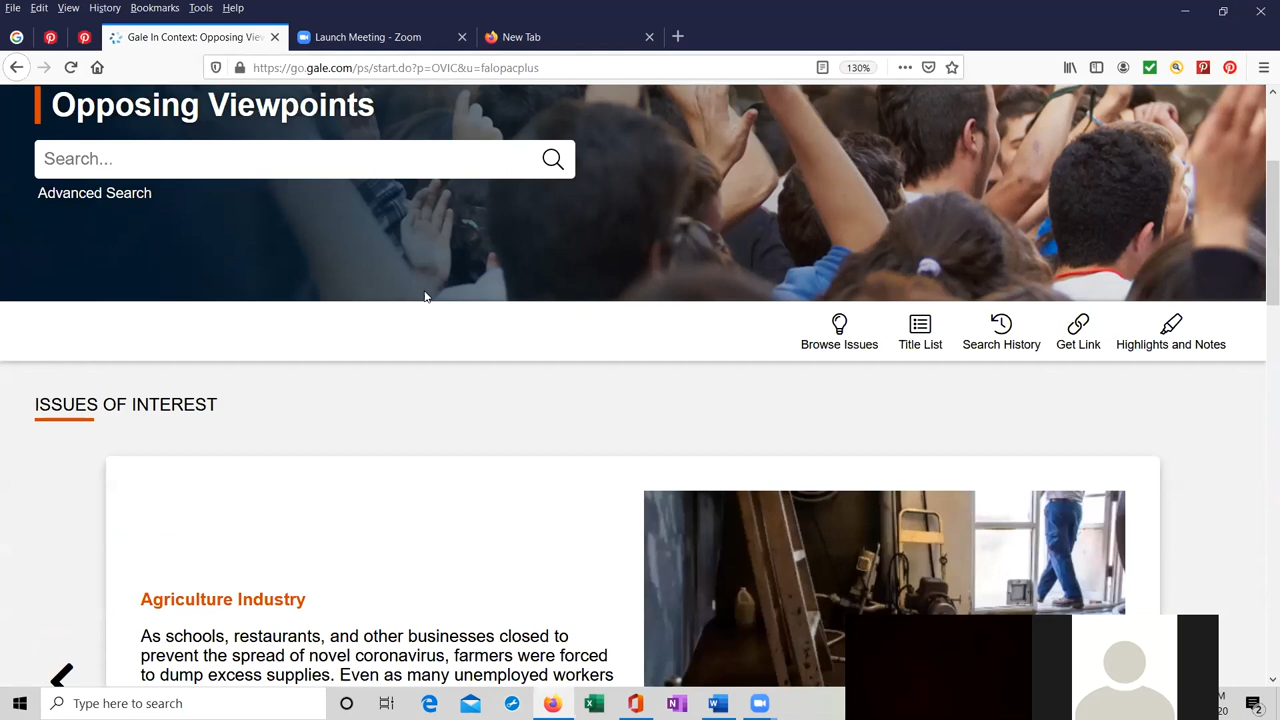 File Edit View History Bookmarks Tools Help
Gale In Context: Opposing View
Launch Meeting - Zoom
New Tab
https://go.gale.com/ps/start.do?p=OVIC&u=falopacplus
130%
Opposing Viewpoints
Search...
Advanced Search
Browse Issues
Title List
Search History
Get Link
Highlights and Notes
ISSUES OF INTEREST
Agriculture Industry
As schools, restaurants, and other businesses closed to
prevent the spread of novel coronavirus, farmers were forced
to dump excess supplies. Even as many unemployed workers
Type here to search
M
20
2